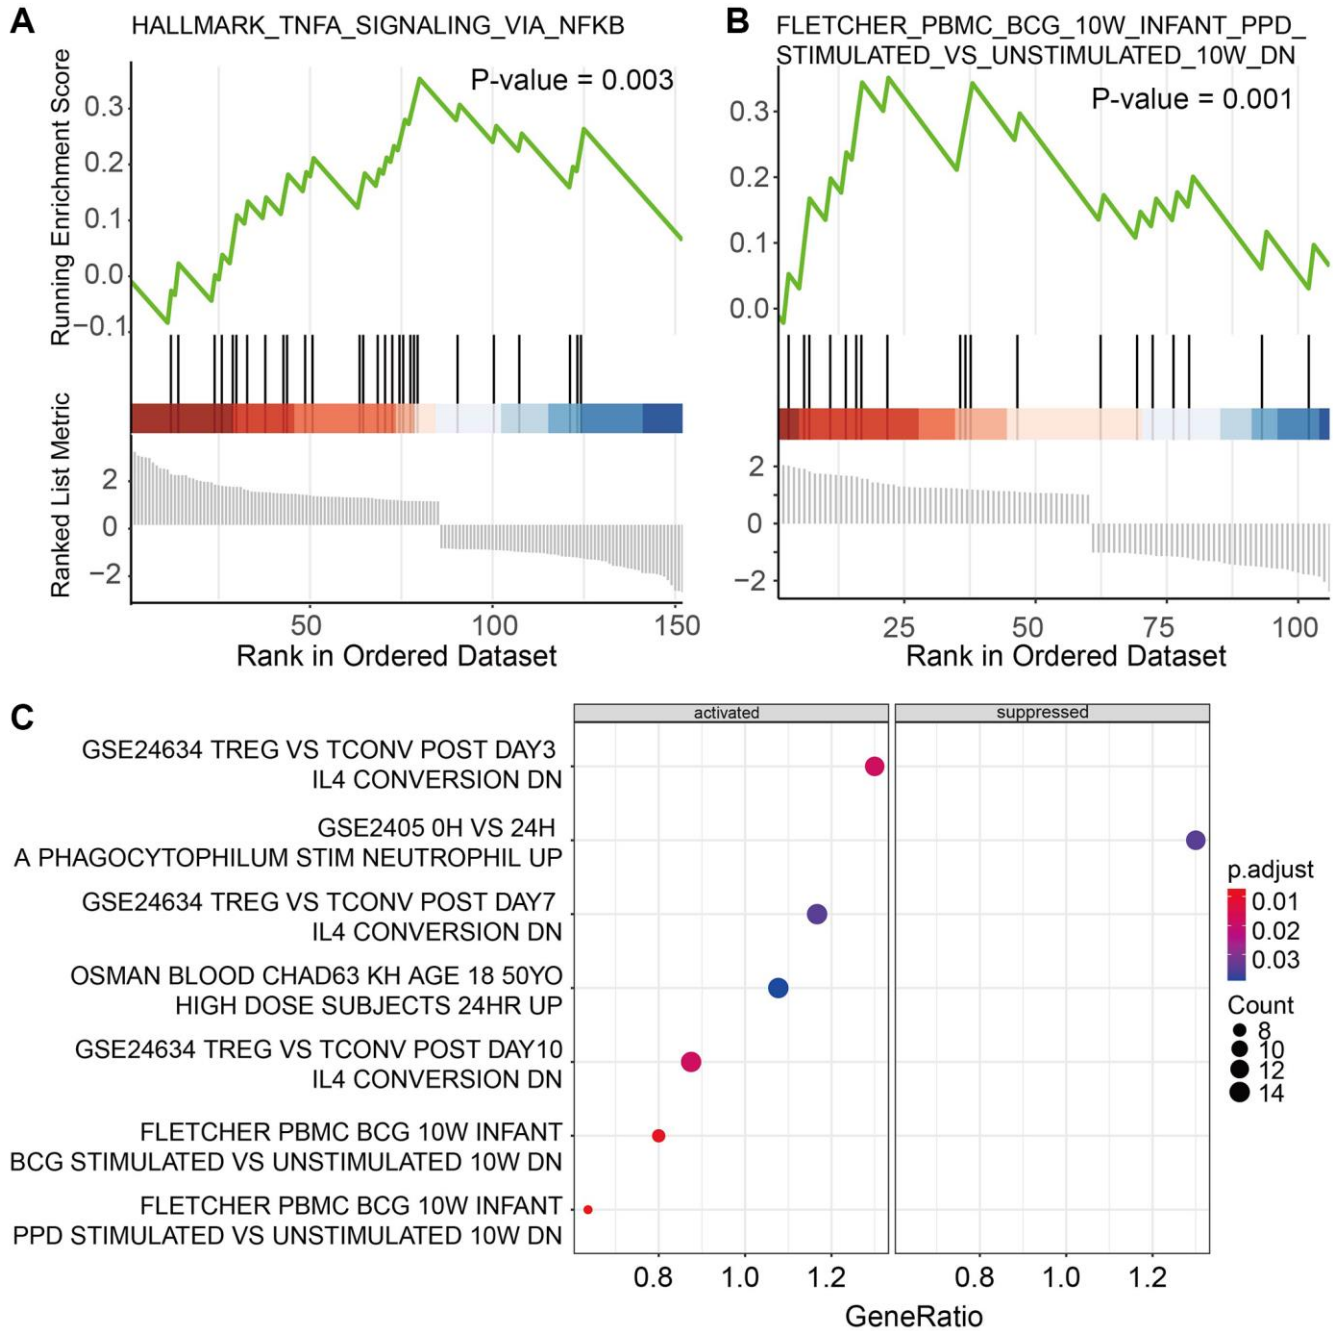 A
HALLMARK_TNFA_SIGNALING_VIA_NFKB
P-value = 0.003
Running Enrichment Score
0.3
0.2
0.1
0.0
−0.1
Ranked List Metric
2
0
−2
50
100
150
Rank in Ordered Dataset
B
FLETCHER_PBMC_BCG_10W_INFANT_PPD_
STIMULATED_VS_UNSTIMULATED_10W_DN
P-value = 0.001
0.3
0.2
0.1
0.0
2
0
−2
25
50
75
100
Rank in Ordered Dataset
C
activated
suppressed
GSE24634 TREG VS TCONV POST DAY3
IL4 CONVERSION DN
GSE2405 0H VS 24H
A PHAGOCYTOPHILUM STIM NEUTROPHIL UP
GSE24634 TREG VS TCONV POST DAY7
IL4 CONVERSION DN
OSMAN BLOOD CHAD63 KH AGE 18 50YO
HIGH DOSE SUBJECTS 24HR UP
GSE24634 TREG VS TCONV POST DAY10
IL4 CONVERSION DN
FLETCHER PBMC BCG 10W INFANT
BCG STIMULATED VS UNSTIMULATED 10W DN
FLETCHER PBMC BCG 10W INFANT
PPD STIMULATED VS UNSTIMULATED 10W DN
0.8
1.0
1.2
0.8
1.0
1.2
GeneRatio
p.adjust
0.01
0.02
0.03
Count
8
10
12
14